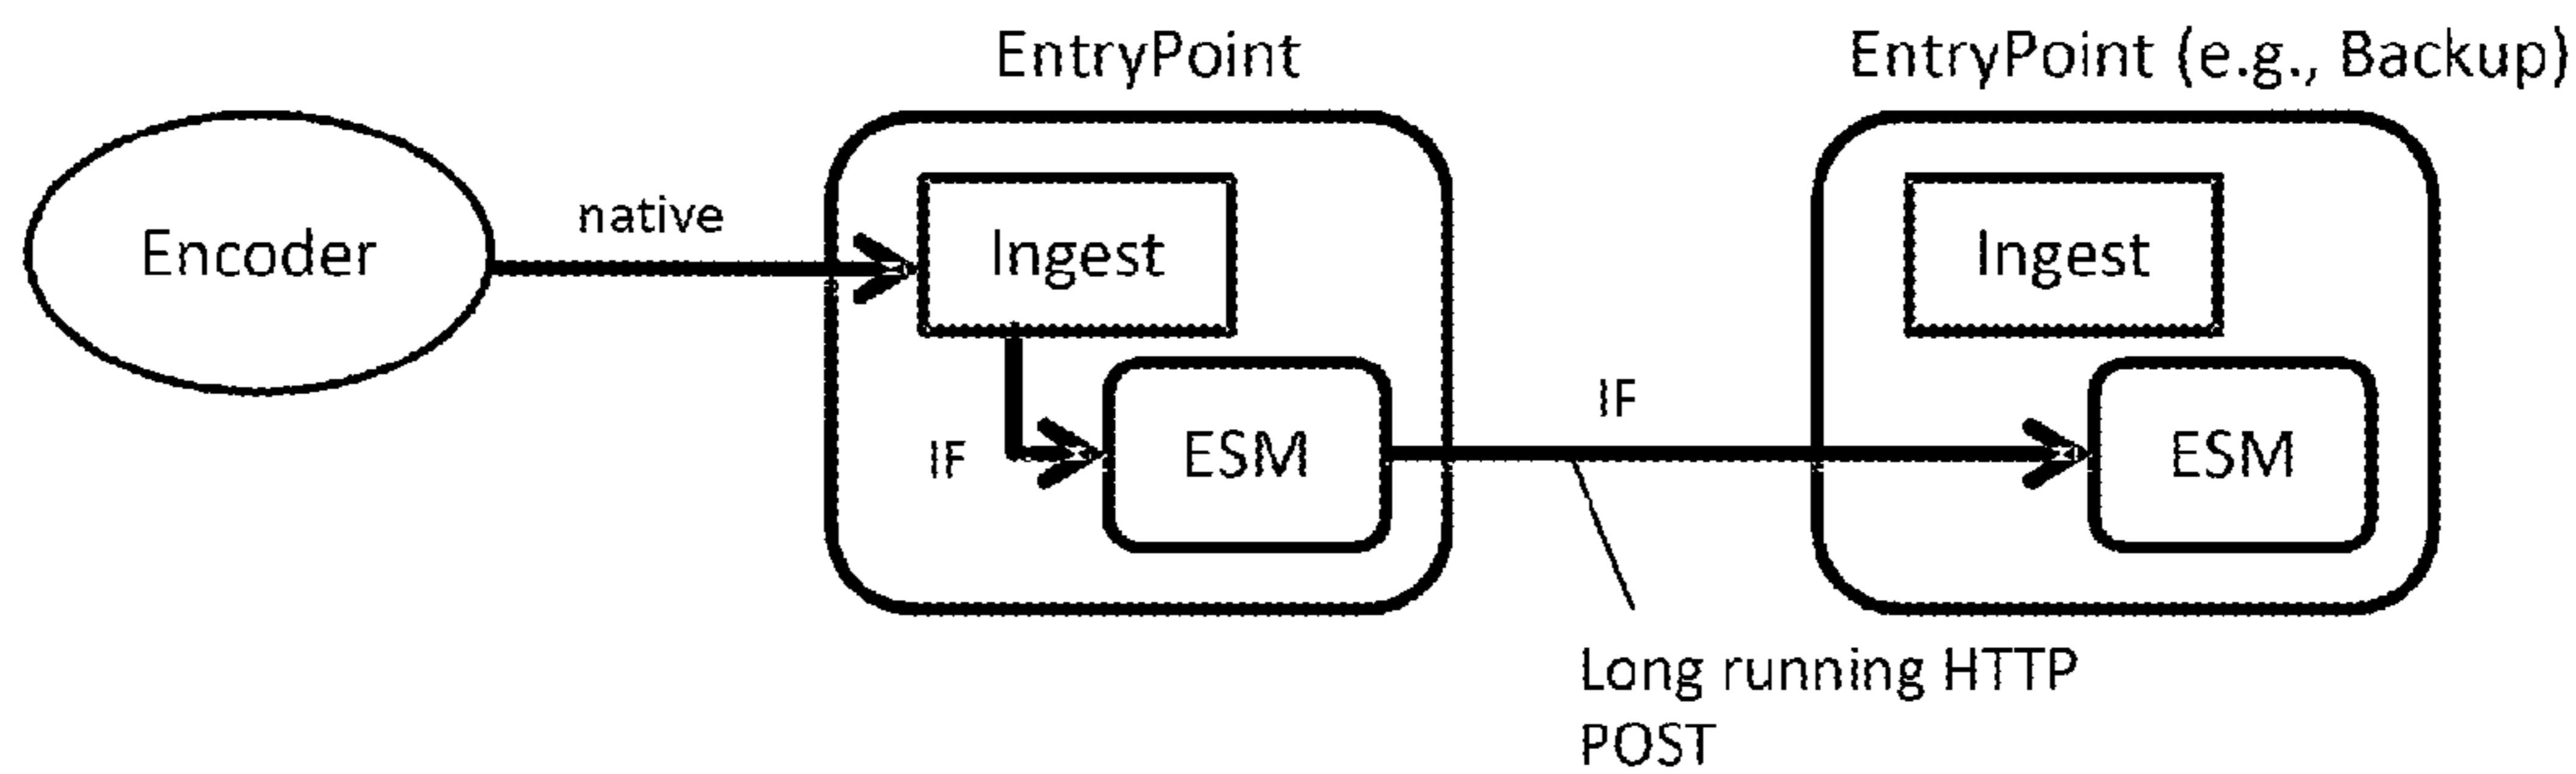 EntryPoint
EntryPoint (e.g., Backup)
Encoder
native
Ingest
IF
ESM
IF
Ingest
ESM
Long running HTTP
POST